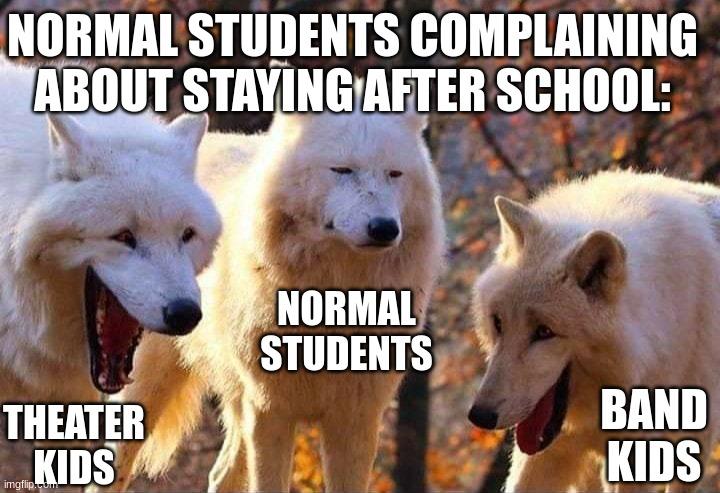 NORMAL STUDENTS COMPLAINING
ABOUT STAYING AFTER SCHOOL:
NORMAL
STUDENTS
THEATER
KIDS
BAND
KIDS
imgflip.com